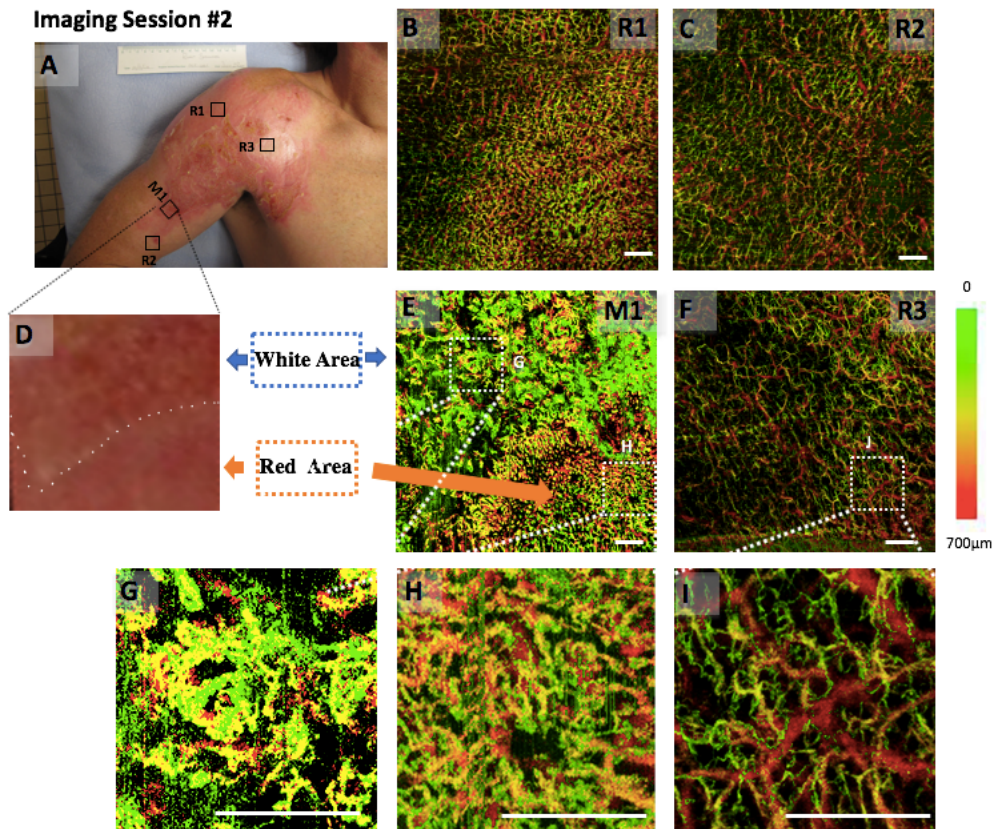 Imaging Session #2
A
R1
R3
M1
R2
B
R1
C
R2
D
White Area
Red Area
E
M1
G
H
F
R3
J
0
700µm
G
H
I